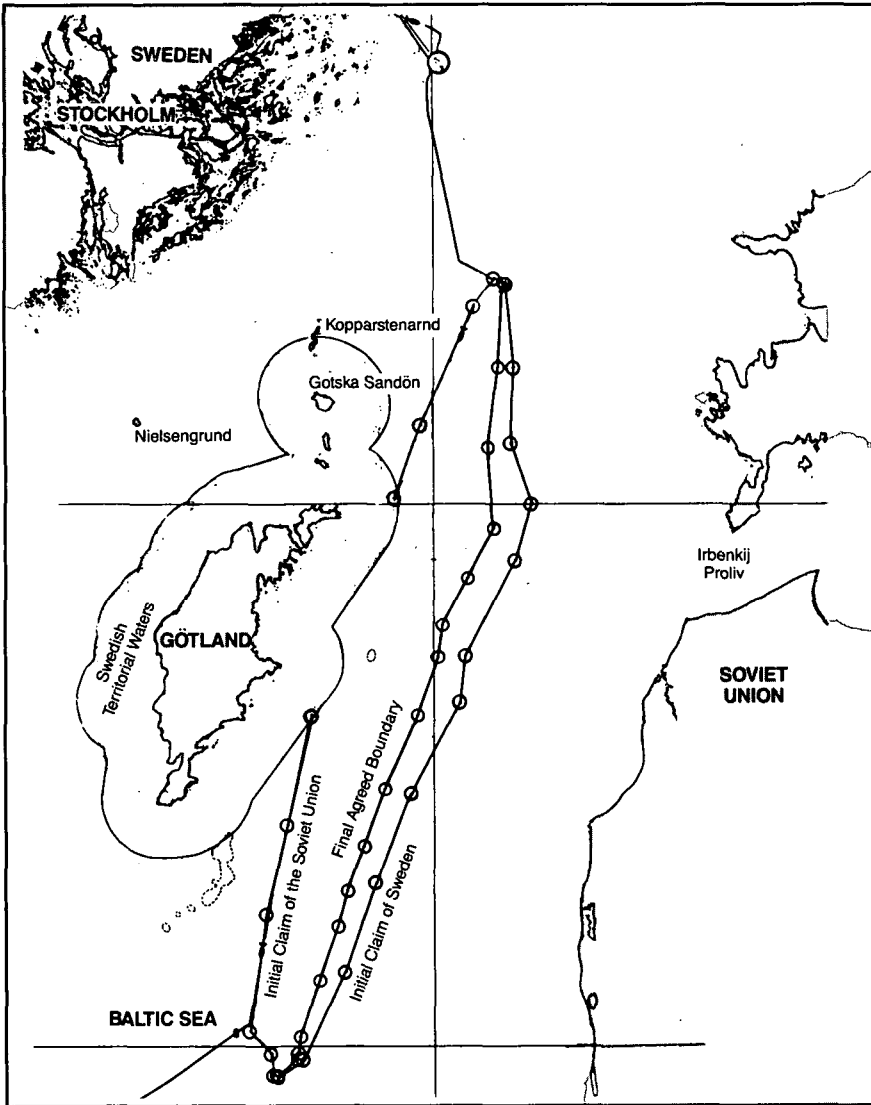 SWEDEN
STOCKHOLM
Kopparstenarnd
Gotska Sandön
Nielsengrund
Irbenkij
Proliv
Swedish
Territorial Waters
GÖTLAND
SOVIET
UNION
Final Agreed Boundary
Initial Claim of the Soviet Union
Initial Claim of Sweden
BALTIC SEA